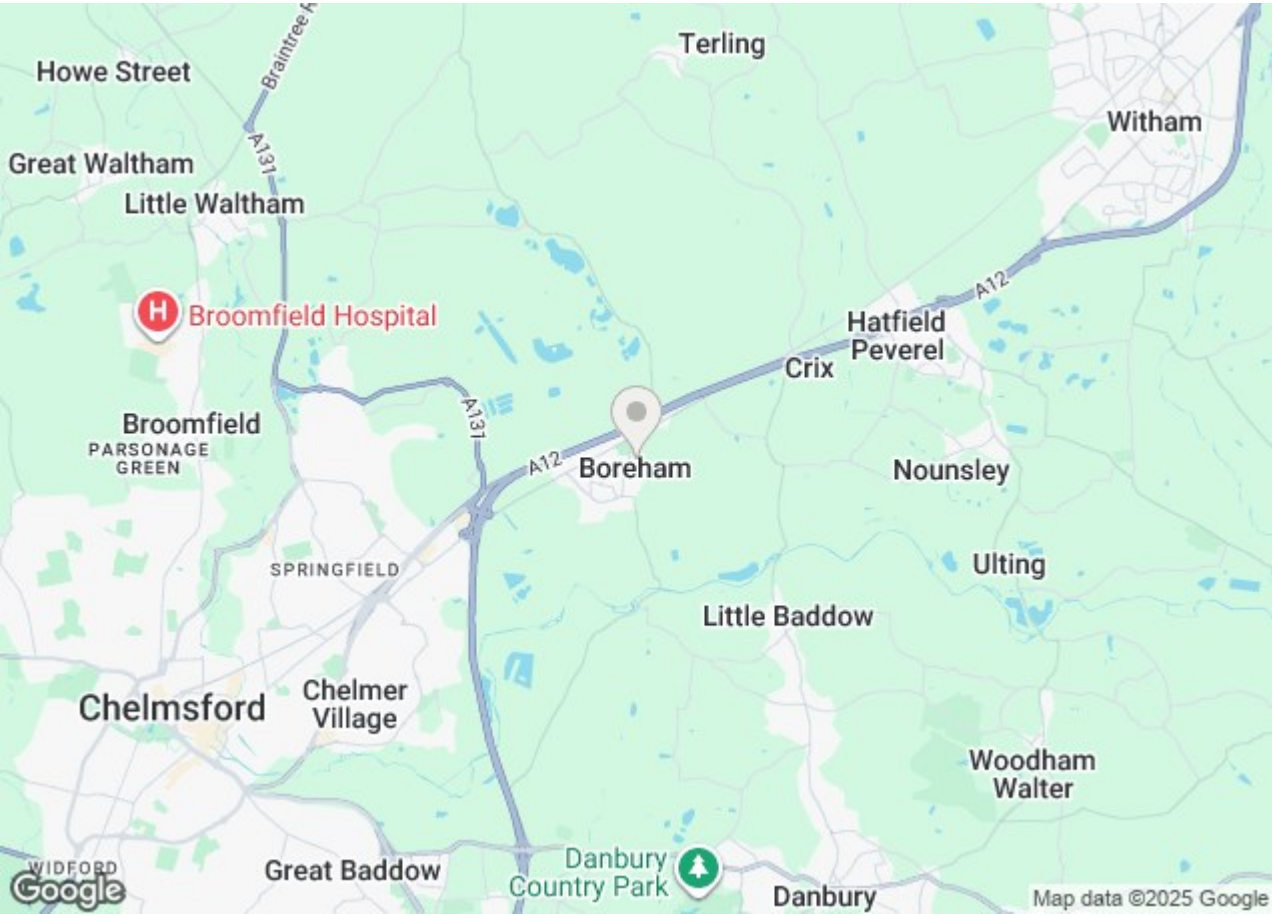 Terling
Howe Street
Braintree R
Witham
A131
Great Waltham
Little Waltham
A12
H
Broomfield Hospital
Hatfield
Peverel
Crix
Broomfield
PARSONAGE
GREEN
A131
A12
Boreham
Nounsley
SPRINGFIELD
Ulting
Little Baddow
Chelmer
Village
Chelmsford
Woodham
Walter
Danbury
Country Park
WIDFORD
Great Baddow
Danbury
Google
Map data ©2025 Google